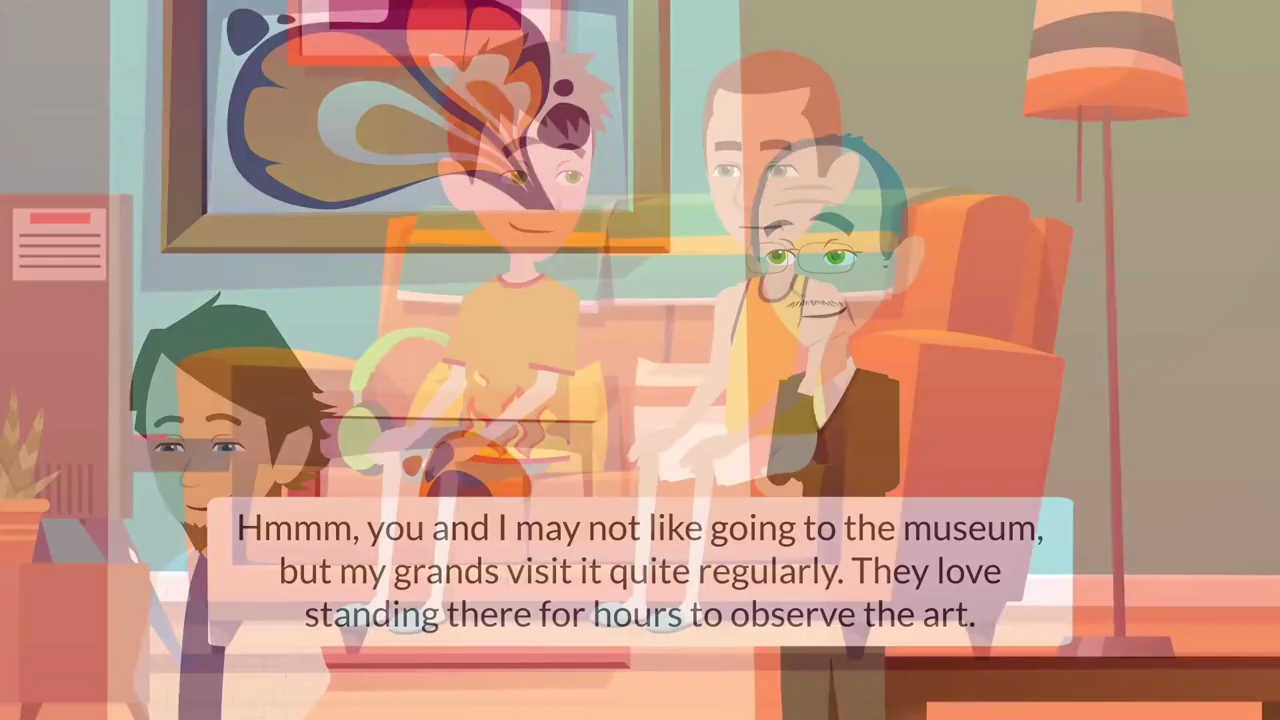 Hmmm, you and I may not like going to the museum,
but my grands visit it quite regularly. They love
standing there for hours to observe the art.